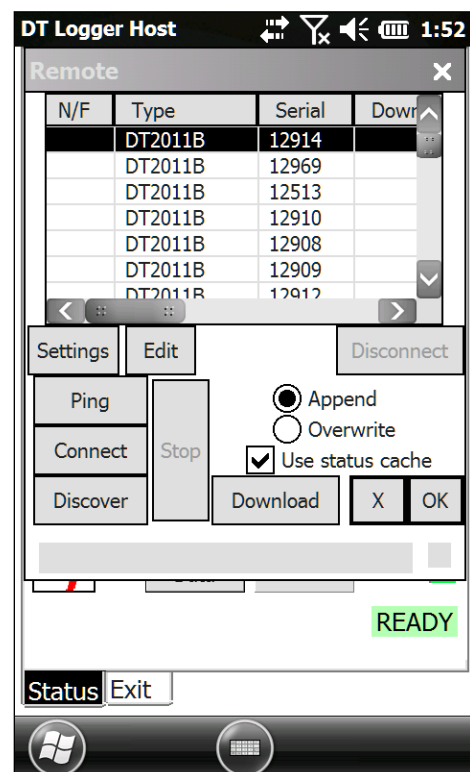 DT Logger Host 1:52
Remote X
N/F Type Serial Down
DT2011B 12914
DT2011B 12969
DT2011B 12513
DT2011B 12910
DT2011B 12908
DT2011B 12909
DT2011B 12912
Settings Edit Disconnect
Ping Append
Overwrite
Connect Stop Use status cache
Discover Download X OK
READY
Status Exit